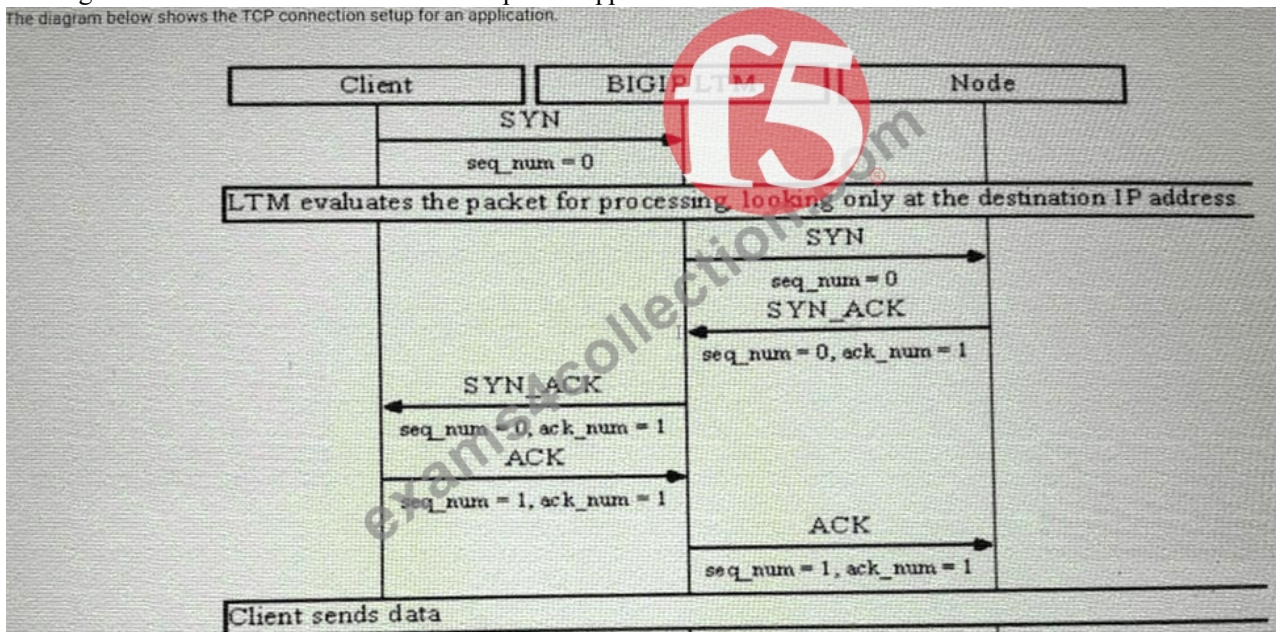 The diagram below shows the TCP connection setup for an application.
Client
BIGIP LTM
Node
SYN
seq_num = 0
LTM evaluates the packet for processing, looking only at the destination IP address.
SYN
seq_num = 0
SYN_ACK
seq_num = 0, ack_num = 1
SYN_ACK
seq_num = 0, ack_num = 1
ACK
seq_num = 1, ack_num = 1
ACK
seq_num = 1, ack_num = 1
Client sends data
f5
exams4collection.com